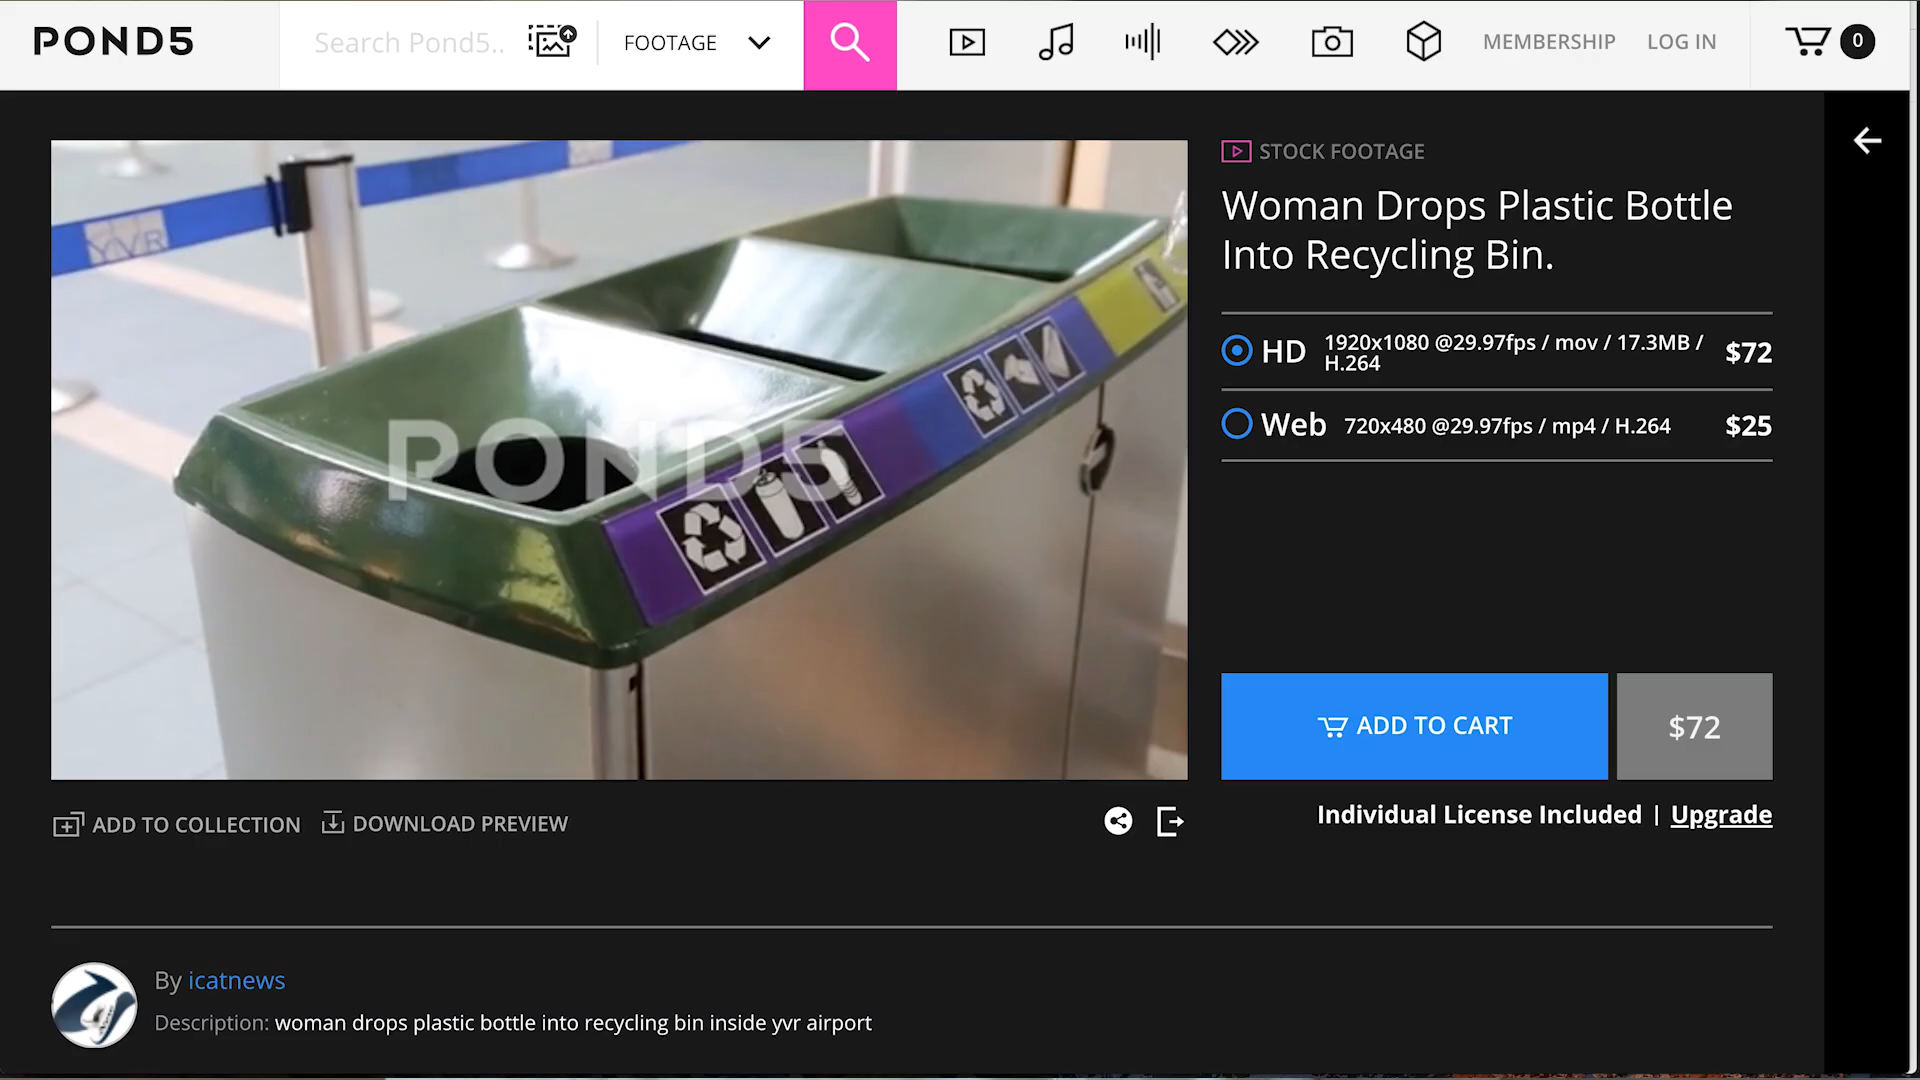 POND5
Search Pond5..
FOOTAGE
MEMBERSHIP
LOG IN
0
YVR
POND5
STOCK FOOTAGE
Woman Drops Plastic Bottle
Into Recycling Bin.
HD 1920x1080 @29.97fps / mov / 17.3MB /
H.264
$72
Web 720x480 @29.97fps / mp4 / H.264 $25
ADD TO CART
$72
Individual License Included | Upgrade
ADD TO COLLECTION
DOWNLOAD PREVIEW
By icatnews
Description: woman drops plastic bottle into recycling bin inside yvr airport